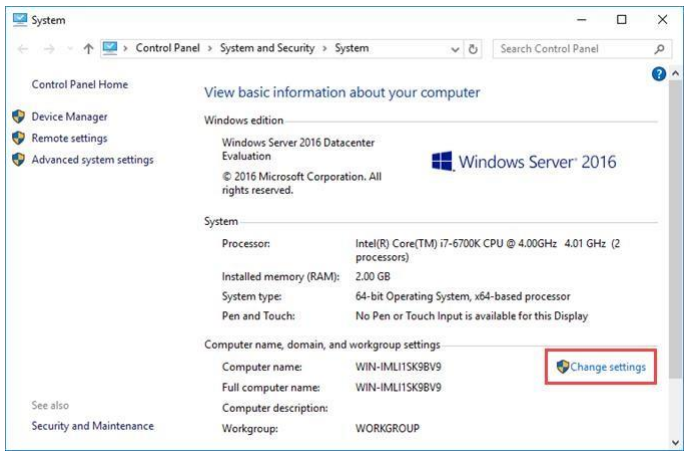 System
Control Panel > System and Security > System
Search Control Panel
Control Panel Home
Device Manager
Remote settings
Advanced system settings
See also
Security and Maintenance
View basic information about your computer
Windows edition
Windows Server 2016 Datacenter
Evaluation
© 2016 Microsoft Corporation. All
rights reserved.
Windows Server 2016
System
Processor: Intel(R) Core(TM) i7-6700K CPU @ 4.00GHz 4.01 GHz (2
processors)
Installed memory (RAM): 2.00 GB
System type: 64-bit Operating System, x64-based processor
Pen and Touch: No Pen or Touch Input is available for this Display
Computer name, domain, and workgroup settings
Computer name: WIN-IMLI1SK9BV9
Change settings
Full computer name: WIN-IMLI1SK9BV9
Computer description:
Workgroup: WORKGROUP